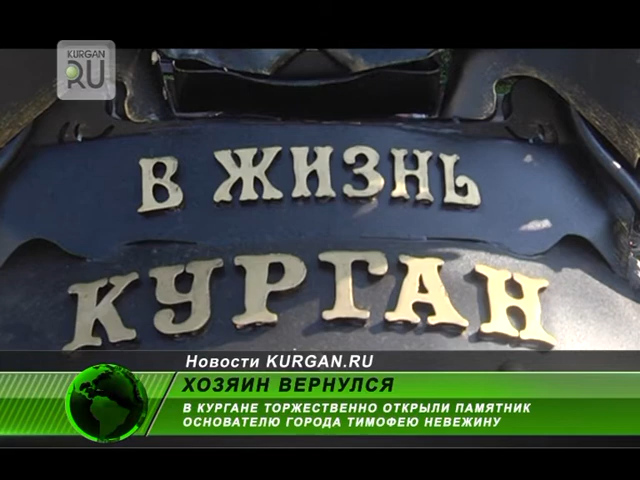 KURGAN
RU
В ЖИЗНЬ
КУРГАН
Новости KURGAN.RU
ХОЗЯИН ВЕРНУЛСЯ
В КУРГАНЕ ТОРЖЕСТВЕННО ОТКРЫЛИ ПАМЯТНИК
ОСНОВАТЕЛЮ ГОРОДА ТИМОФЕЮ НЕВЕЖИНУ